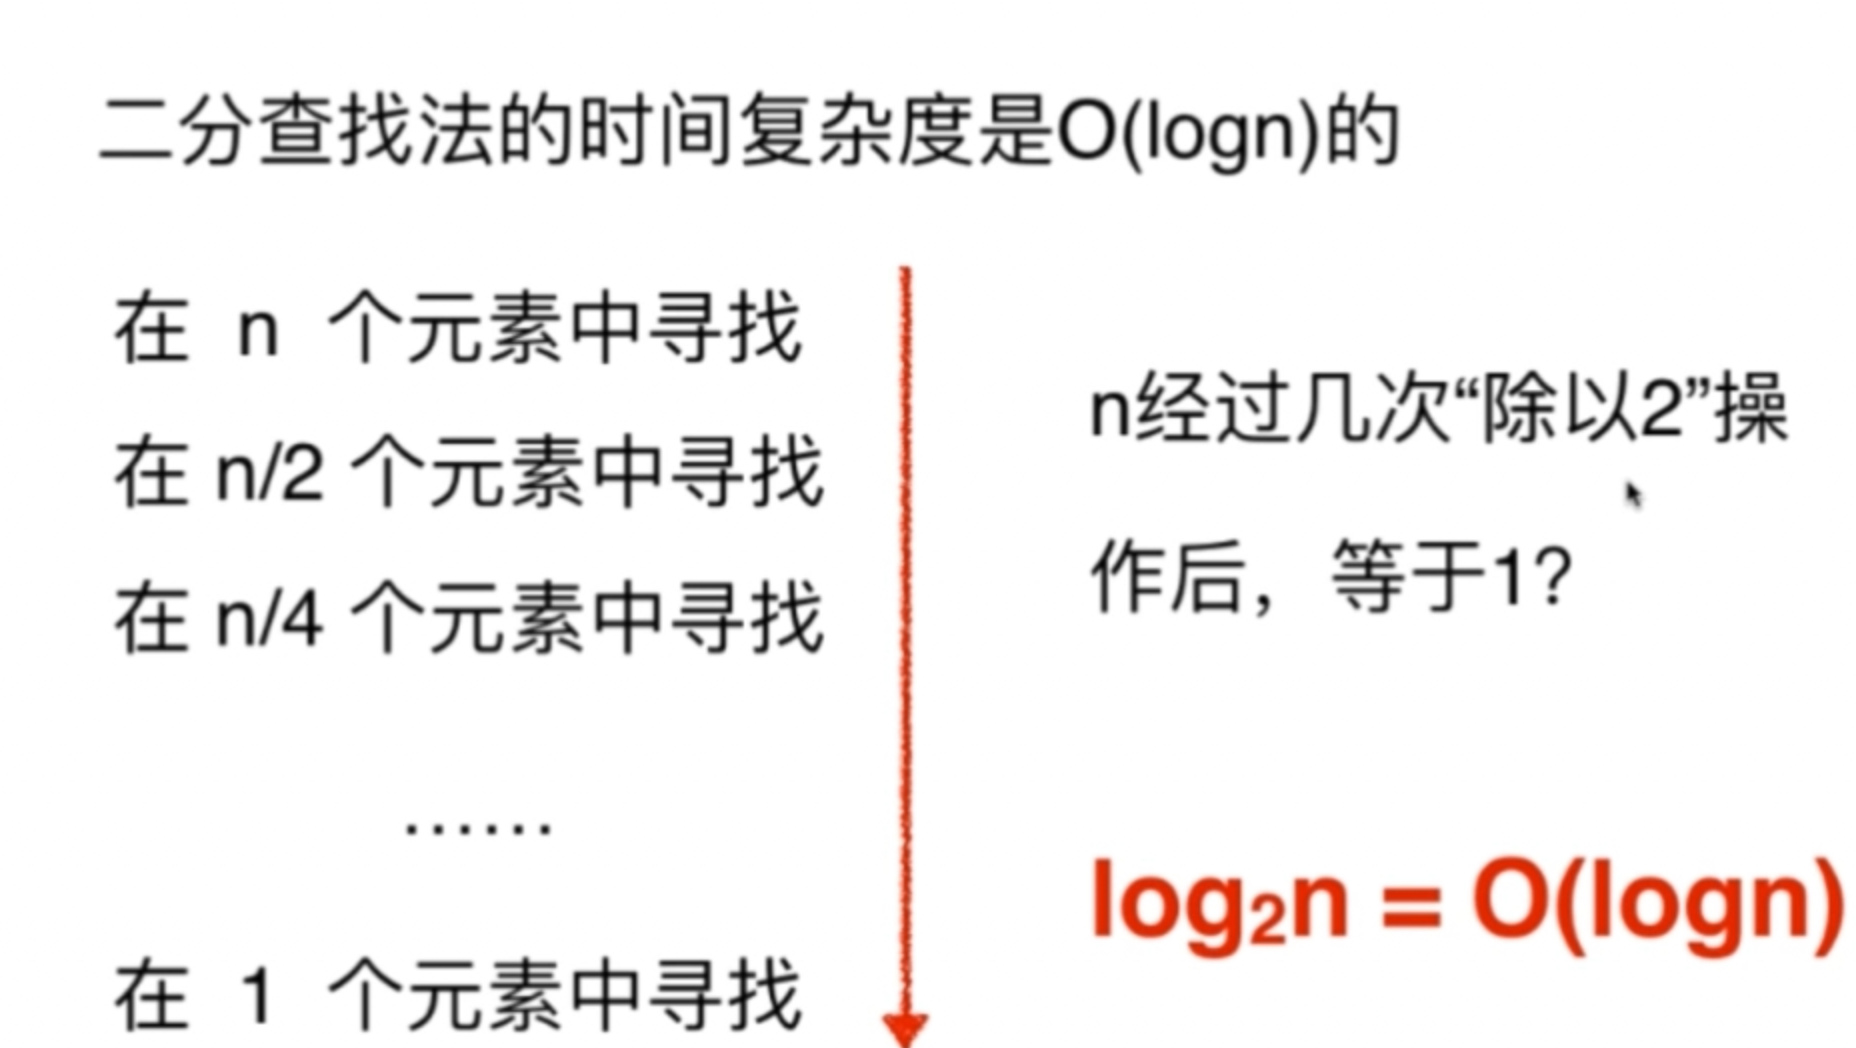 二分查找法的时间复杂度是O(logn)的
在 n 个元素中寻找
在 n/2 个元素中寻找
在 n/4 个元素中寻找
……
在 1 个元素中寻找
n经过几次“除以2”操
作后，等于1?
log₂n = O(logn)